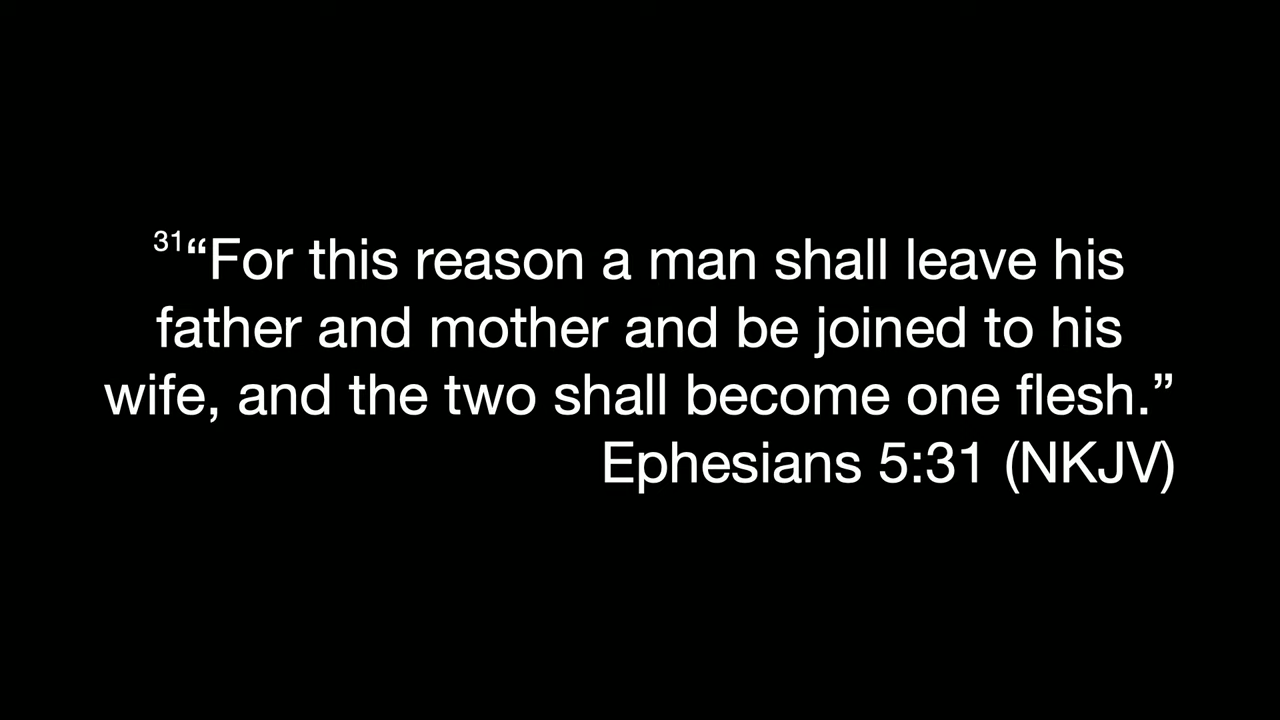 ³¹“For this reason a man shall leave his
father and mother and be joined to his
wife, and the two shall become one flesh.”
Ephesians 5:31 (NKJV)